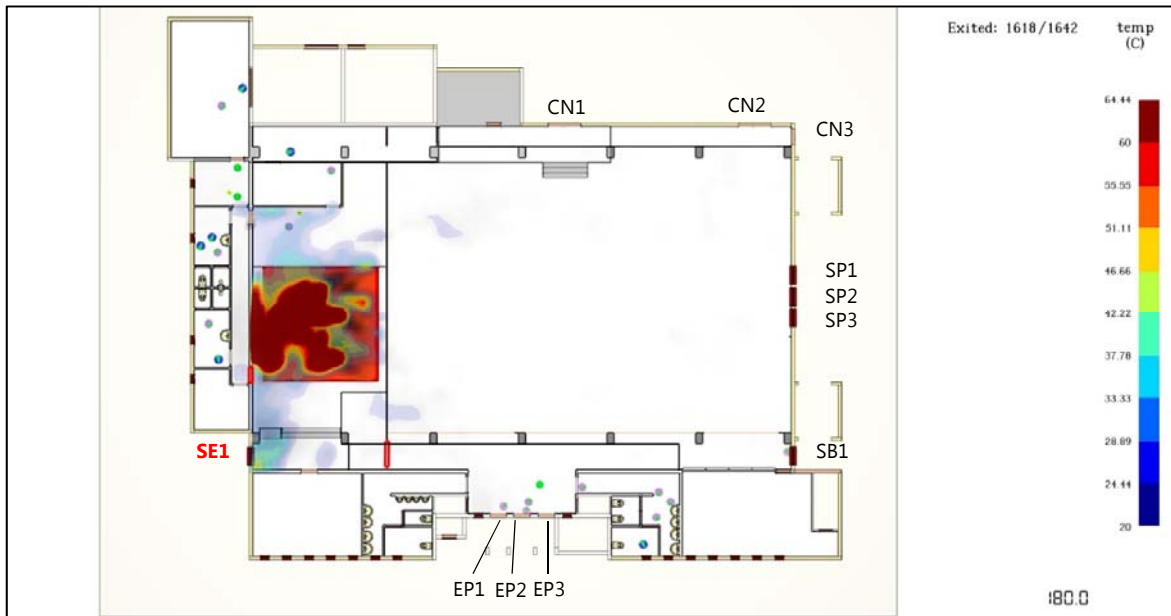 Exited: 1618/1642
temp
(C)
64.44
60
55.55
51.11
46.66
42.22
37.78
33.33
28.89
24.44
20
CN1
CN2
CN3
SP1
SP2
SP3
SE1
SB1
EP1 EP2 EP3
180.0